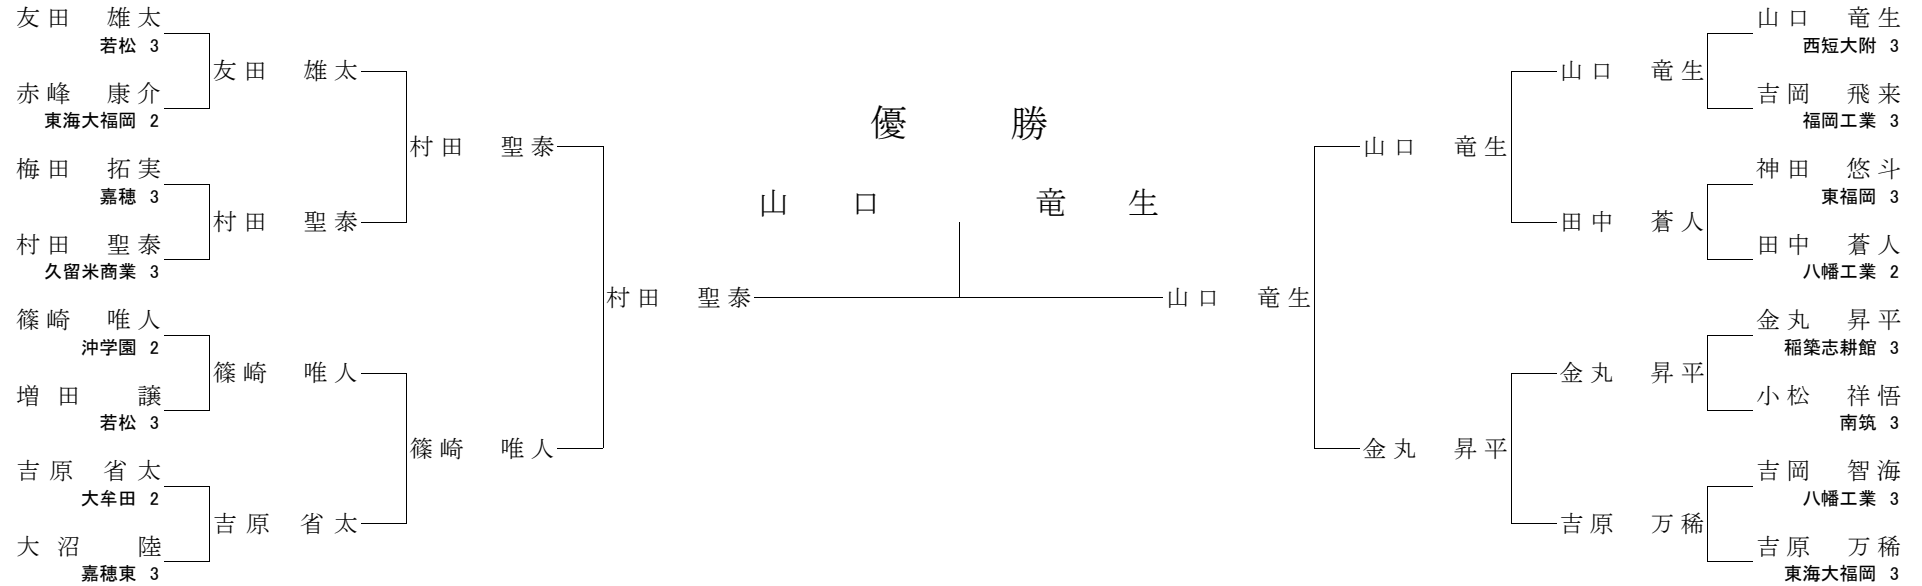 友田 雄太
若松 3
赤峰 康介
東海大福岡 2
梅田 拓実
嘉穂 3
村田 聖泰
久留米商業 3
篠崎 唯人
沖学園 2
増田 譲
若松 3
吉原 省太
大牟田 2
大沼 陸
嘉穂東 3
友田 雄太
村田 聖泰
篠崎 唯人
吉原 省太
村田 聖泰
篠崎 唯人
村田 聖泰
優勝
山口 竜生
山口 竜生
山口 竜生
金丸 昇平
山口 竜生
田中 蒼人
金丸 昇平
吉原 万稀
山口 竜生
西短大附 3
吉岡 飛来
福岡工業 3
神田 悠斗
東福岡 3
田中 蒼人
八幡工業 2
金丸 昇平
稲築志耕館 3
小松 祥悟
南筑 3
吉岡 智海
八幡工業 3
吉原 万稀
東海大福岡 3